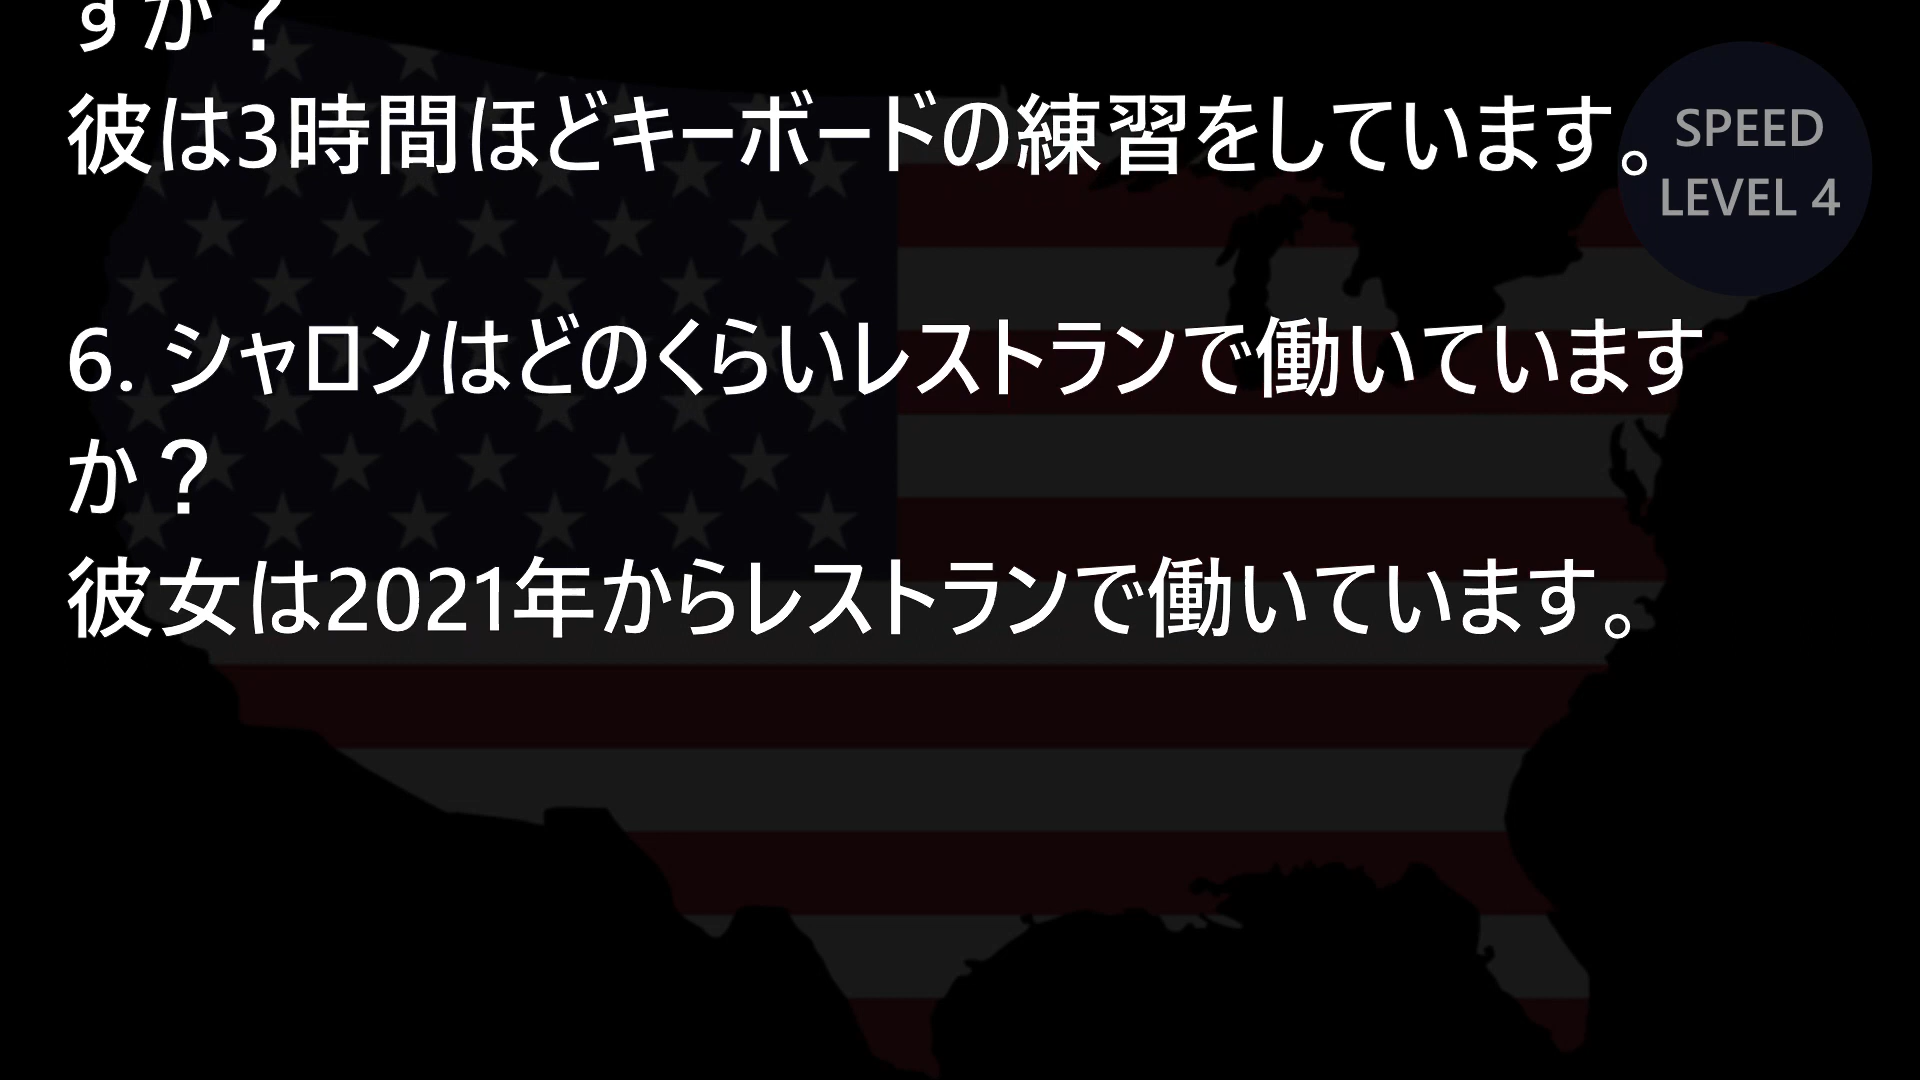 すか？
彼は3時間ほどキーボードの練習をしています。
SPEED
LEVEL 4
6. シャロンはどのくらいレストランで働いています
か？
彼女は2021年からレストランで働いています。